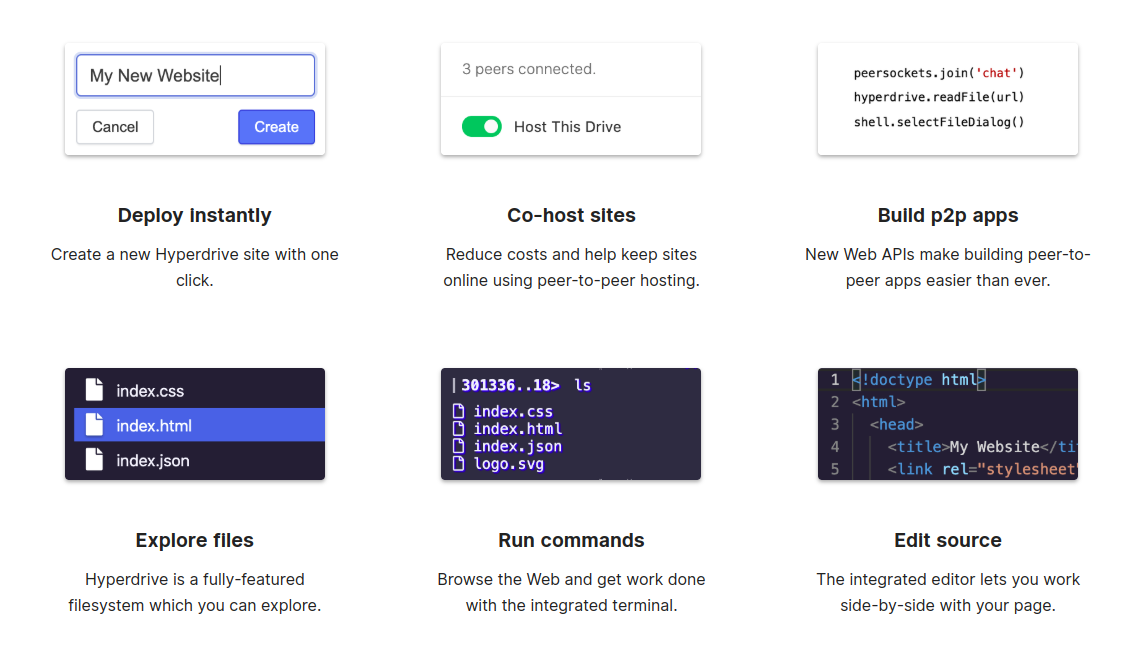 My New Website
Cancel
Create
3 peers connected.
Host This Drive
peersockets.join('chat')
hyperdrive.readFile(url)
shell.selectFileDialog()
Deploy instantly
Create a new Hyperdrive site with one
click.
Co-host sites
Reduce costs and help keep sites
online using peer-to-peer hosting.
Build p2p apps
New Web APIs make building peer-to-
peer apps easier than ever.
index.css
index.html
index.json
301336..18> ls
index.css
index.html
index.json
logo.svg
1 <!doctype html>
2 <html>
3 <head>
4 <title>My Website</ti
5 <link rel="stylesheet"
Explore files
Hyperdrive is a fully-featured
filesystem which you can explore.
Run commands
Browse the Web and get work done
with the integrated terminal.
Edit source
The integrated editor lets you work
side-by-side with your page.